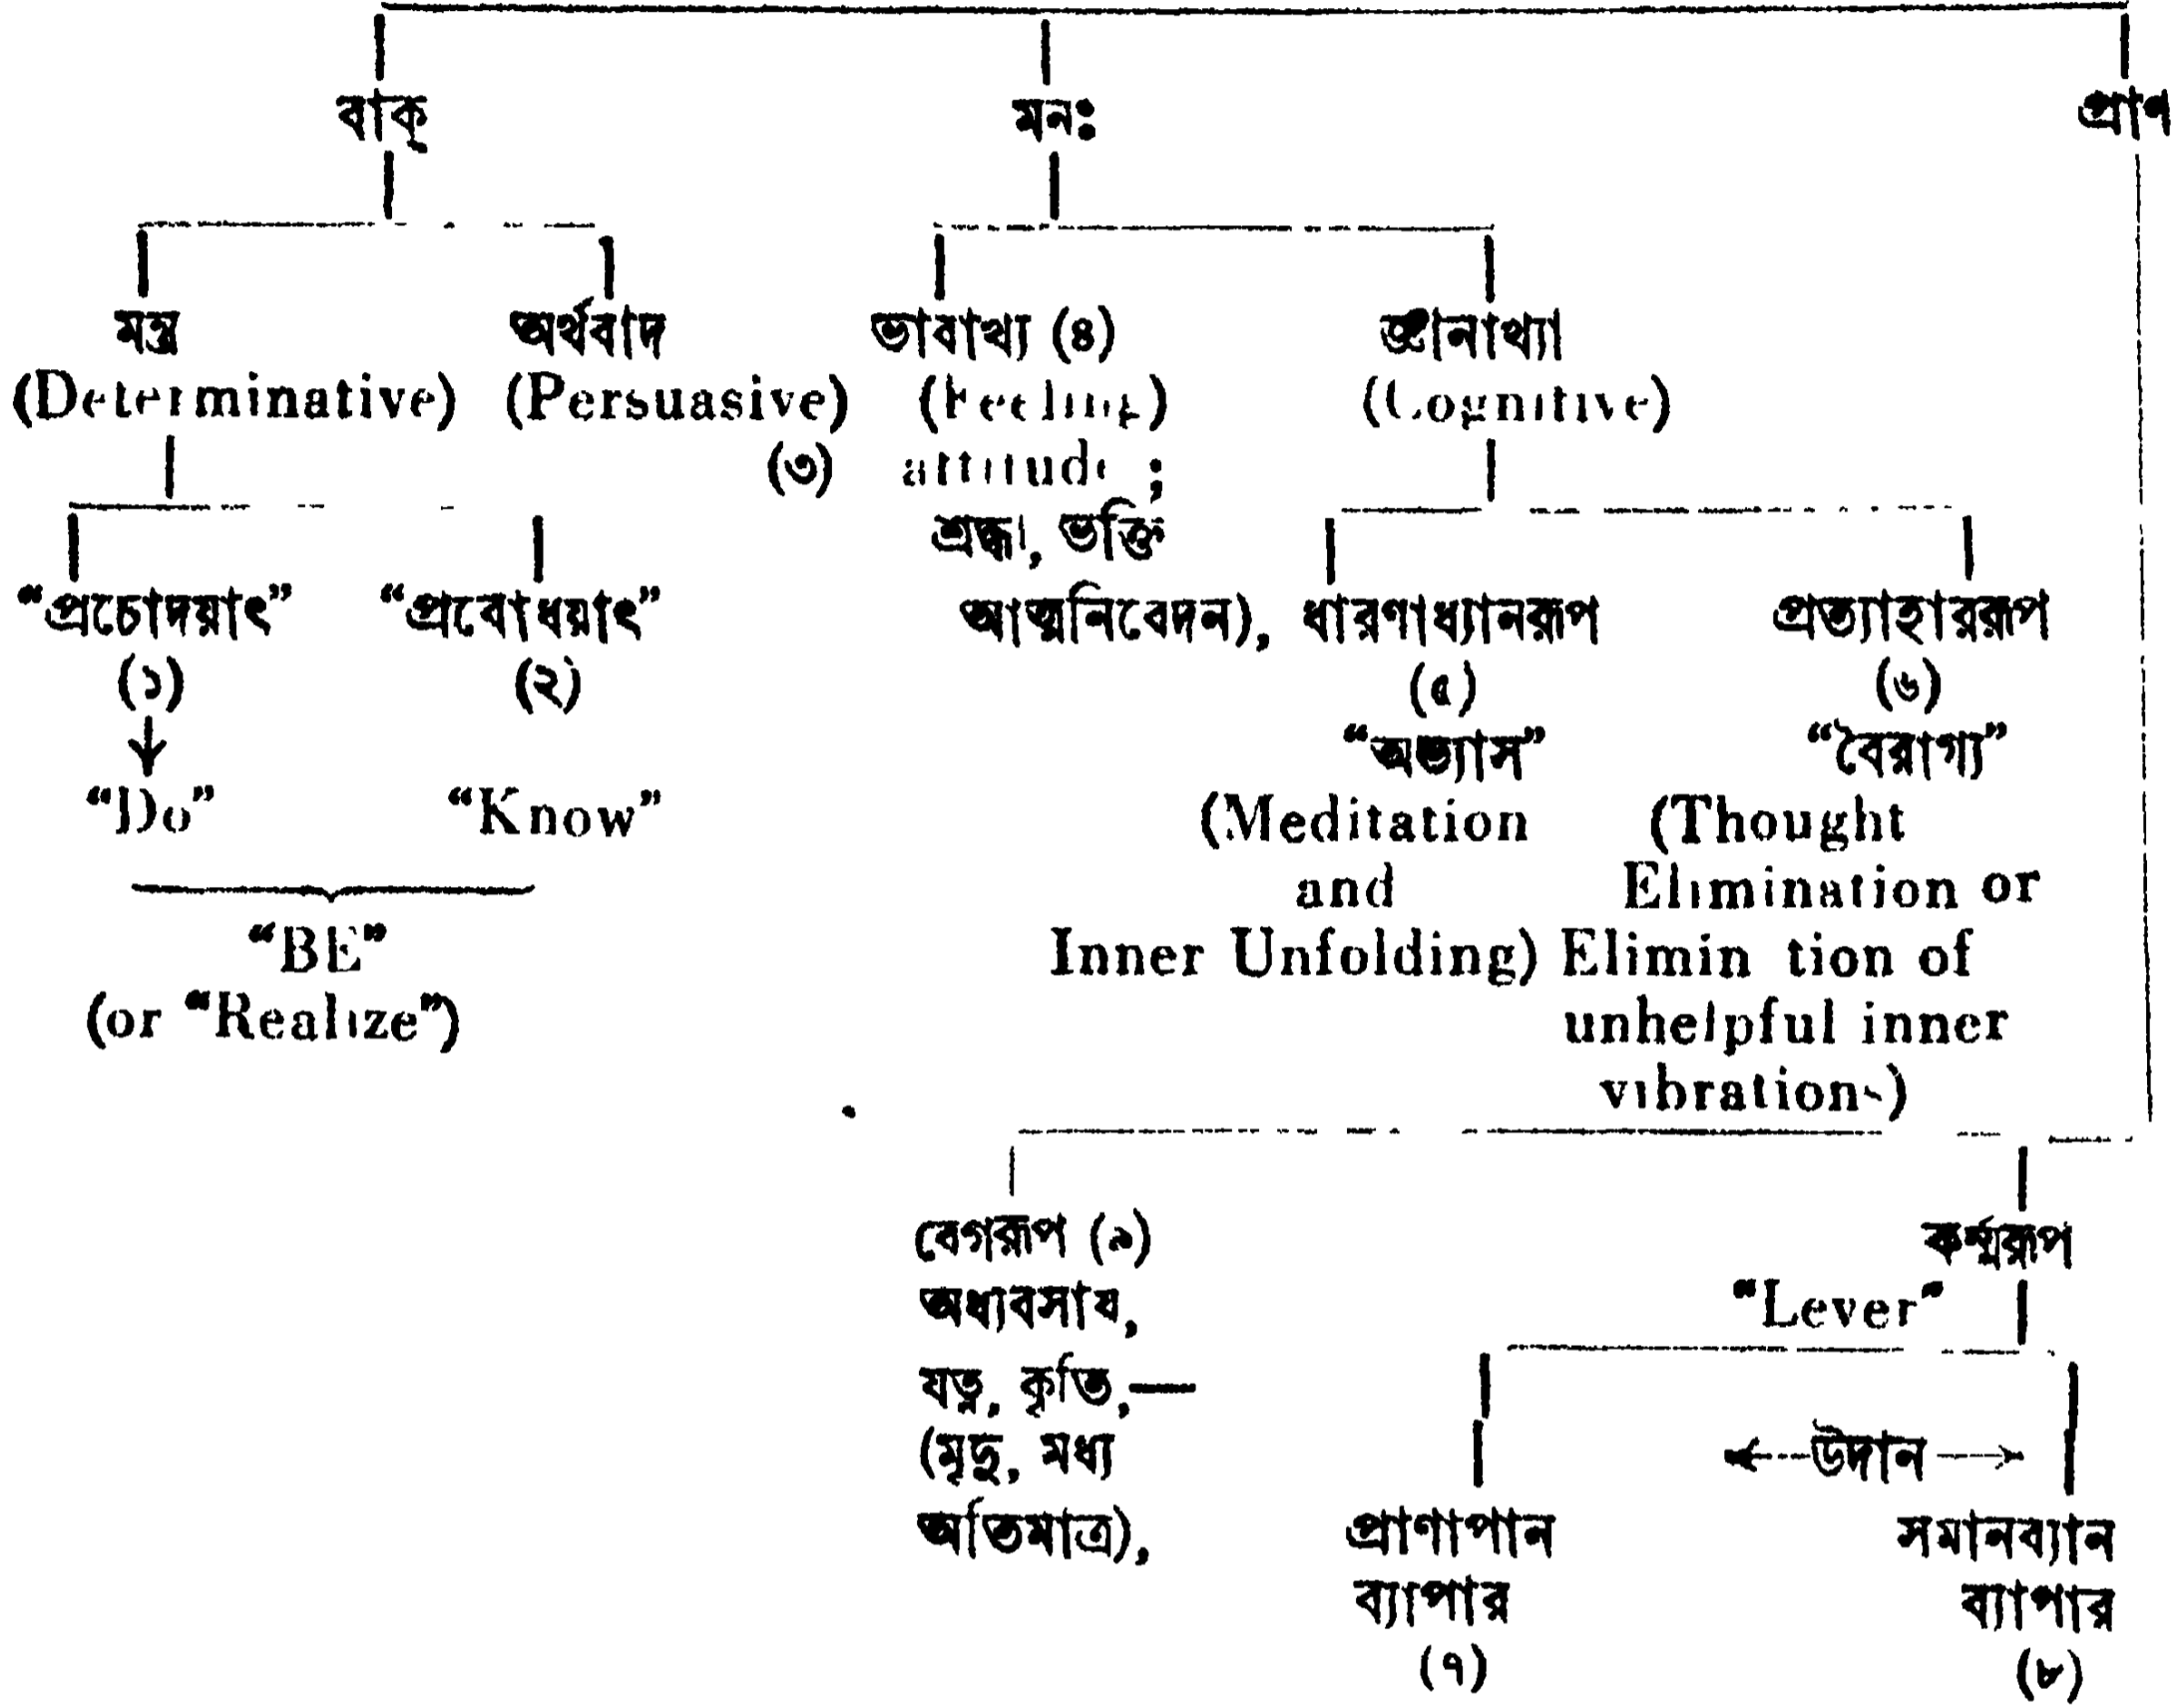 বাক্ মনঃ প্রাণ
মন্ত্র অর্থবাদ ভাবাখ্য (৪) জ্ঞানাখ্যা
(Determinative) (Persuasive) (Feeling) (Cognitive)
(৩) attitude ;
শ্রদ্ধা, ভক্তি
“প্রচোদয়াৎ” “প্রবোধয়াৎ” আত্মনিবেদন), ধারণাধ্যানরূপ প্রত্যাহাররূপ
(১) (২) (৫) (৬)
“অভ্যাস” “বৈরাগ্য”
“Do” “Know” (Meditation (Thought
and Elimination or
“BE” Inner Unfolding) Elimin tion of
(or “Realize”) unhelpful inner
vibrations)
বেগরূপ (৯) কর্ম্মরূপ
অধ্যবসায, “Lever”
যত্ন, কৃতি,—
(মৃদু, মধ্য উদান
অতিমাত্র), প্রাণাপান সমানব্যান
ব্যাপার ব্যাপার
(৭) (৮)